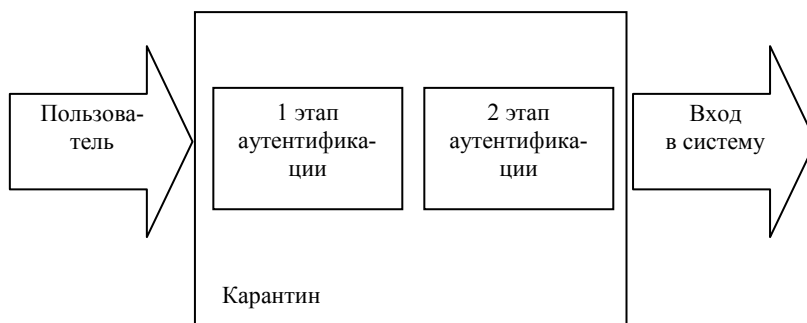 Пользова-
тель
1 этап
аутентифика-
ции
2 этап
аутентифика-
ции
Вход
в систему
Карантин